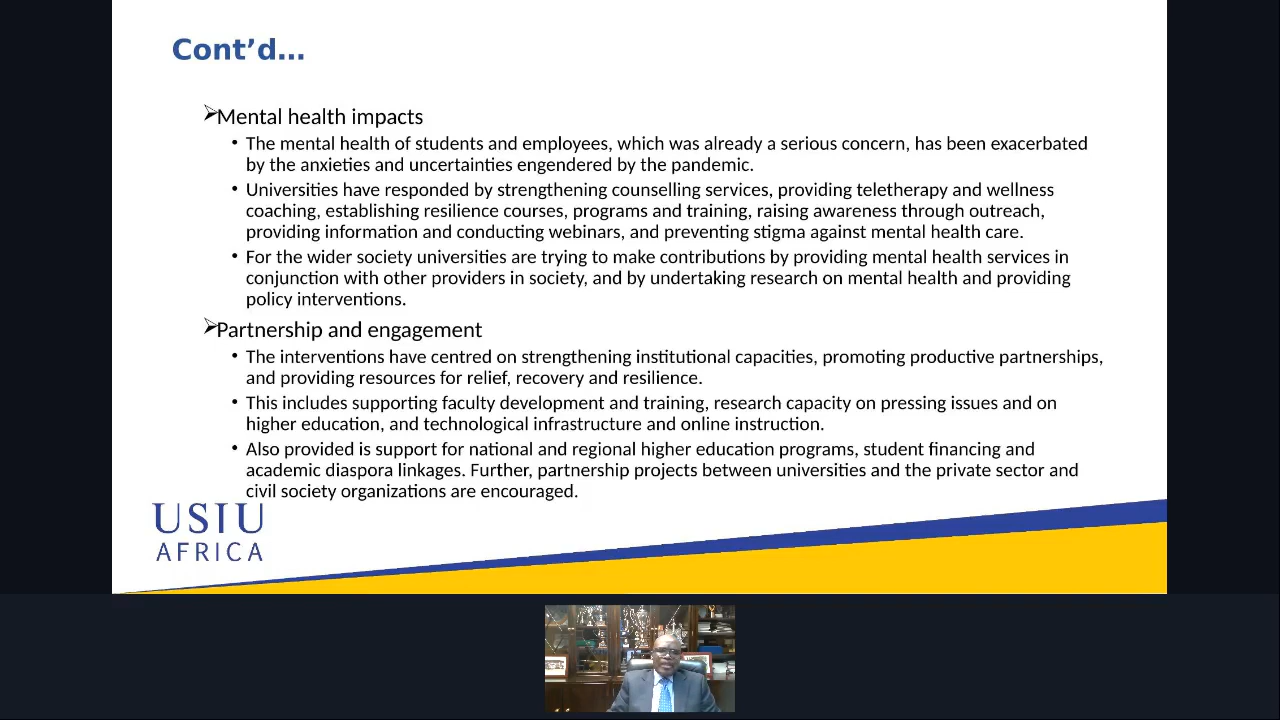 Cont’d…
➢Mental health impacts
• The mental health of students and employees, which was already a serious concern, has been exacerbated
by the anxieties and uncertainties engendered by the pandemic.
• Universities have responded by strengthening counselling services, providing teletherapy and wellness
coaching, establishing resilience courses, programs and training, raising awareness through outreach,
providing information and conducting webinars, and preventing stigma against mental health care.
• For the wider society universities are trying to make contributions by providing mental health services in
conjunction with other providers in society, and by undertaking research on mental health and providing
policy interventions.
➢Partnership and engagement
• The interventions have centred on strengthening institutional capacities, promoting productive partnerships,
and providing resources for relief, recovery and resilience.
• This includes supporting faculty development and training, research capacity on pressing issues and on
higher education, and technological infrastructure and online instruction.
• Also provided is support for national and regional higher education programs, student financing and
academic diaspora linkages. Further, partnership projects between universities and the private sector and
civil society organizations are encouraged.
USIU
AFRICA